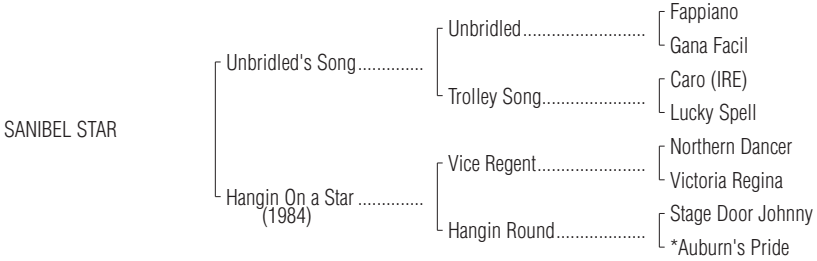 Fappiano
Unbridled.........................
Gana Facil
Unbridled's Song..............
Caro (IRE)
Trolley Song.....................
Lucky Spell
SANIBEL STAR
Northern Dancer
Vice Regent......................
Victoria Regina
Hangin On a Star ..............
(1984)
Stage Door Johnny
Hangin Round..................
*Auburn's Pride